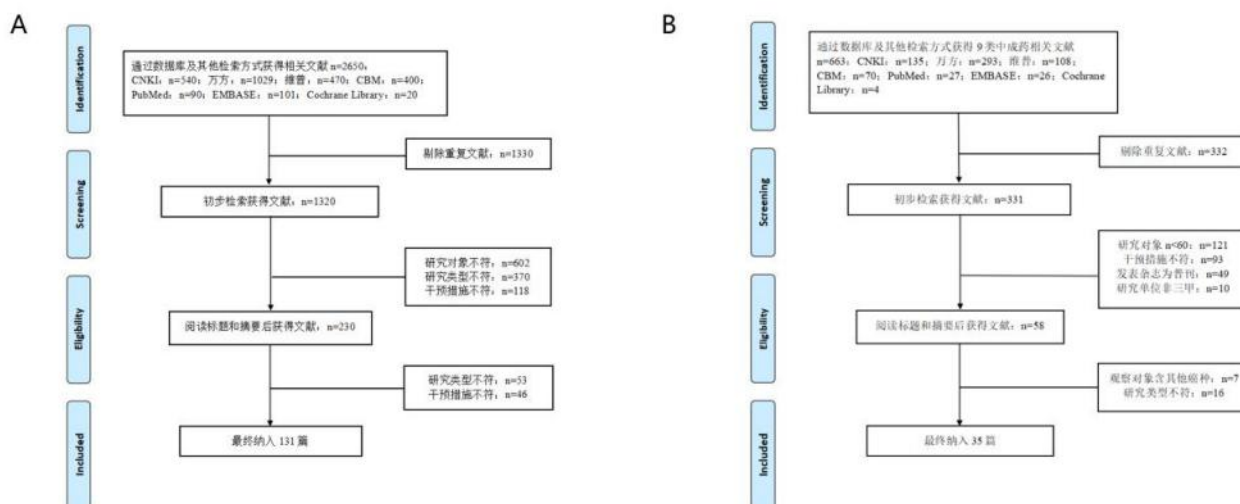 A
Identification
通过数据库及其他检索方式获得相关文献 n=2650，
CNKI：n=540；万方：n=1029；维普：n=470；CBM：n=400；
PubMed：n=90；EMBASE：n=101；Cochrane Library：n=20
剔除重复文献：n=1330
Screening
初步检索获得文献：n=1320
研究对象不符：n=602
研究类型不符：n=370
干预措施不符：n=118
Eligibility
阅读标题和摘要后获得文献：n=230
研究类型不符：n=53
干预措施不符：n=46
Included
最终纳入 131 篇
B
Identification
通过数据库及其他检索方式获得 9 类中成药相关文献
n=663；CNKI：n=135；万方：n=293；维普：n=108；
CBM：n=70；PubMed：n=27；EMBASE：n=26；Cochrane
Library：n=4
剔除重复文献：n=332
Screening
初步检索获得文献：n=331
研究对象 n<60：n=121
干预措施不符：n=93
发表杂志为普刊：n=49
研究单位非三甲：n=10
Eligibility
阅读标题和摘要后获得文献：n=58
观察对象含其他癌种：n=7
研究类型不符：n=16
Included
最终纳入 35 篇